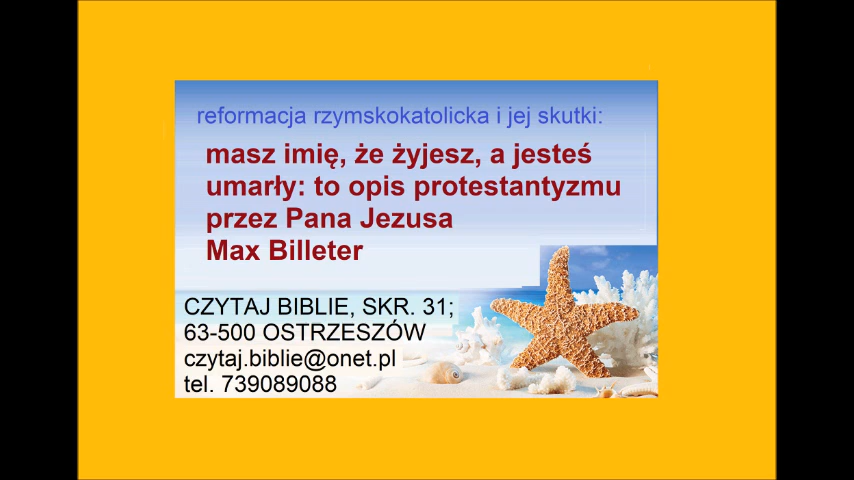 reformacja rzymskokatolicka i jej skutki:
masz imię, że żyjesz, a jesteś
umarły: to opis protestantyzmu
przez Pana Jezusa
Max Billeter
CZYTAJ BIBLIE, SKR. 31;
63-500 OSTRZESZÓW
czytaj.biblie@onet.pl
tel. 739089088